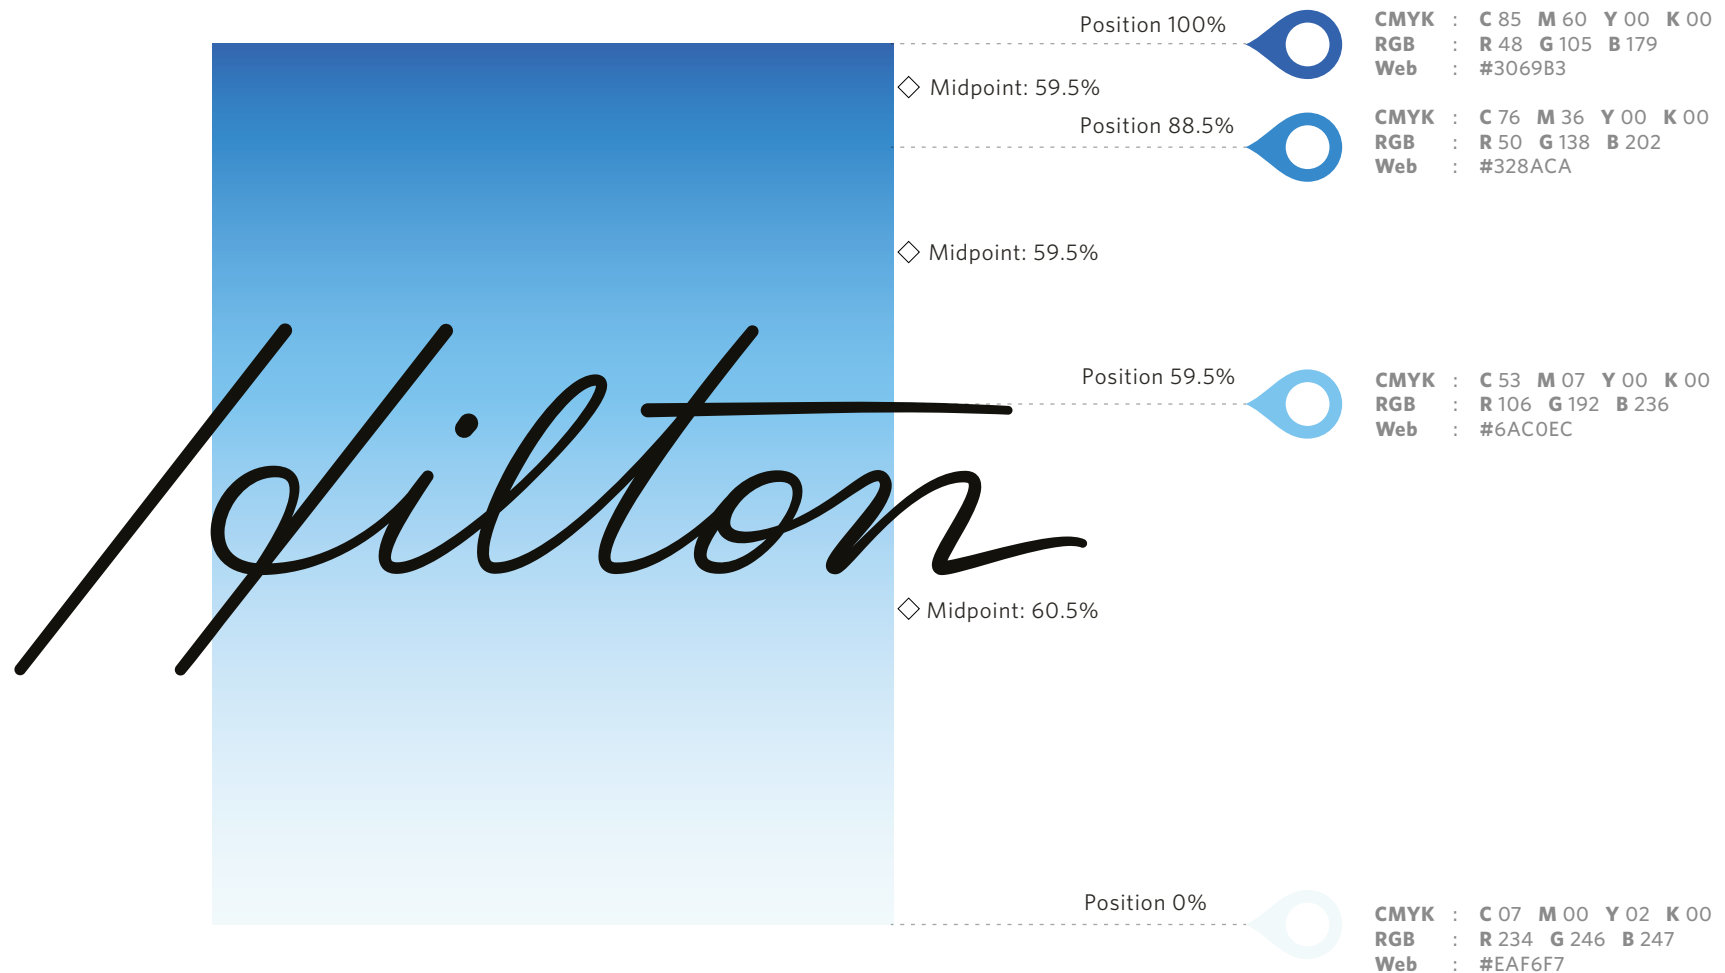 Position 100%
CMYK : C 85 M 60 Y 00 K 00
RGB : R 48 G 105 B 179
Web : #3069B3
Midpoint: 59.5%
Position 88.5%
CMYK : C 76 M 36 Y 00 K 00
RGB : R 50 G 138 B 202
Web : #328ACA
Midpoint: 59.5%
Position 59.5%
CMYK : C 53 M 07 Y 00 K 00
RGB : R 106 G 192 B 236
Web : #6AC0EC
Hilton
Midpoint: 60.5%
Position 0%
CMYK : C 07 M 00 Y 02 K 00
RGB : R 234 G 246 B 247
Web : #EAF6F7